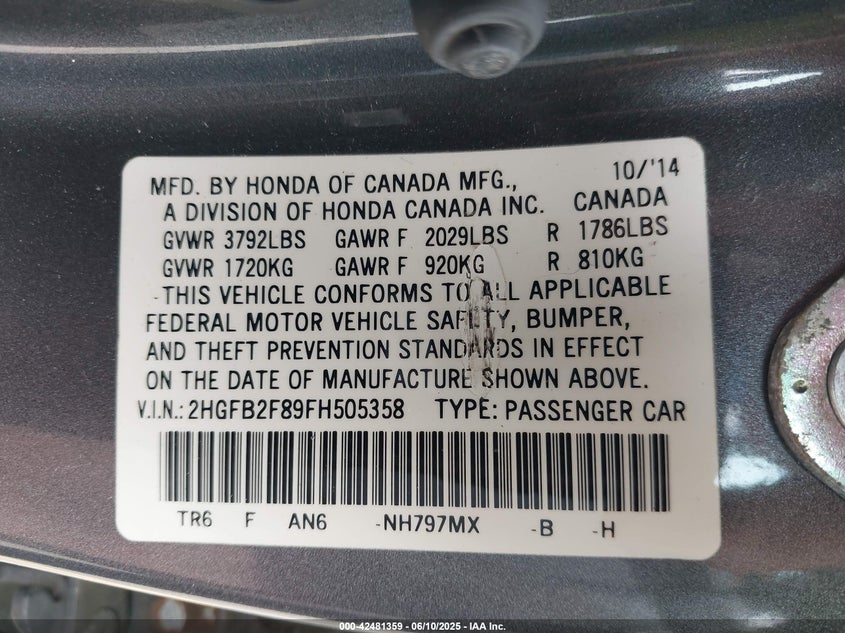 10/'14
MFD. BY HONDA OF CANADA MFG.,
A DIVISION OF HONDA CANADA INC. CANADA
GVWR 3792LBS GAWR F 2029LBS R 1786LBS
GVWR 1720KG GAWR F 920KG R 810KG
THIS VEHICLE CONFORMS TO ALL APPLICABLE
FEDERAL MOTOR VEHICLE SAFETY, BUMPER,
AND THEFT PREVENTION STANDARDS IN EFFECT
ON THE DATE OF MANUFACTURE SHOWN ABOVE.
V.I.N.: 2HGFB2F89FH505358 TYPE: PASSENGER CAR
TR6 F AN6 -NH797MX -B -H
000-42481359 - 06/10/2025 - IAA Inc.